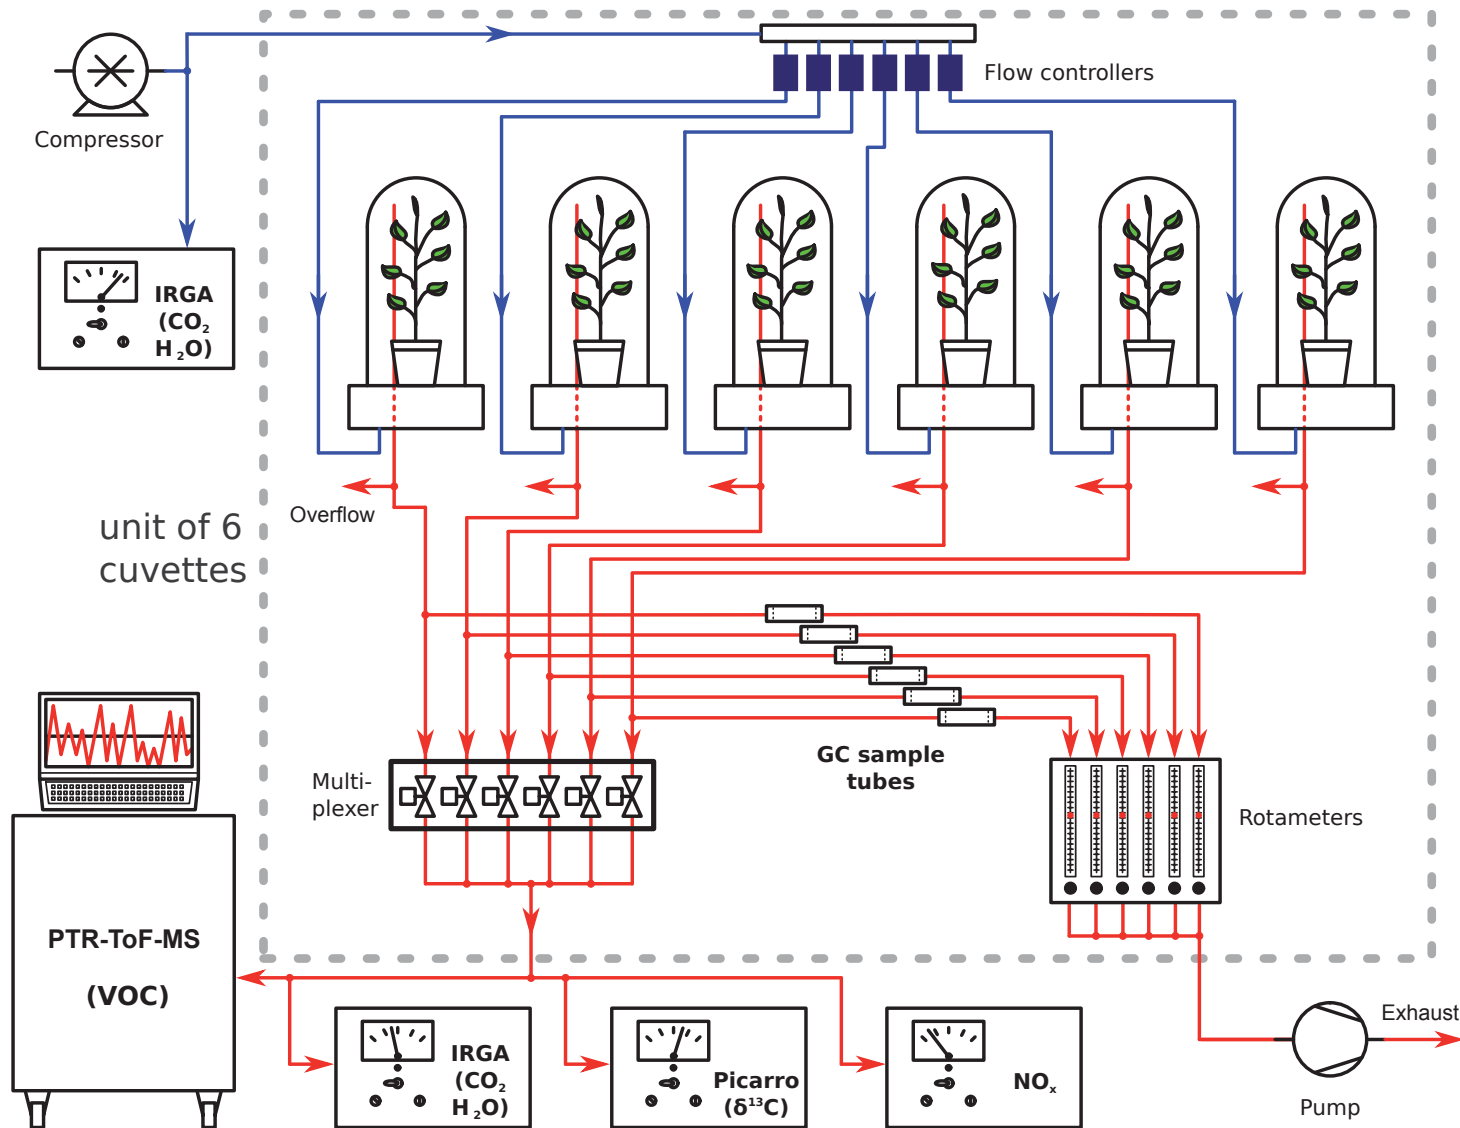 Flow controllers
Compressor
IRGA
(CO₂
H₂O)
Overflow
unit of 6
cuvettes
GC sample
tubes
Multi-
plexer
Rotameters
PTR-ToF-MS
(VOC)
IRGA
(CO₂
H₂O)
Picarro
(δ¹³C)
NOₓ
Exhaust
Pump